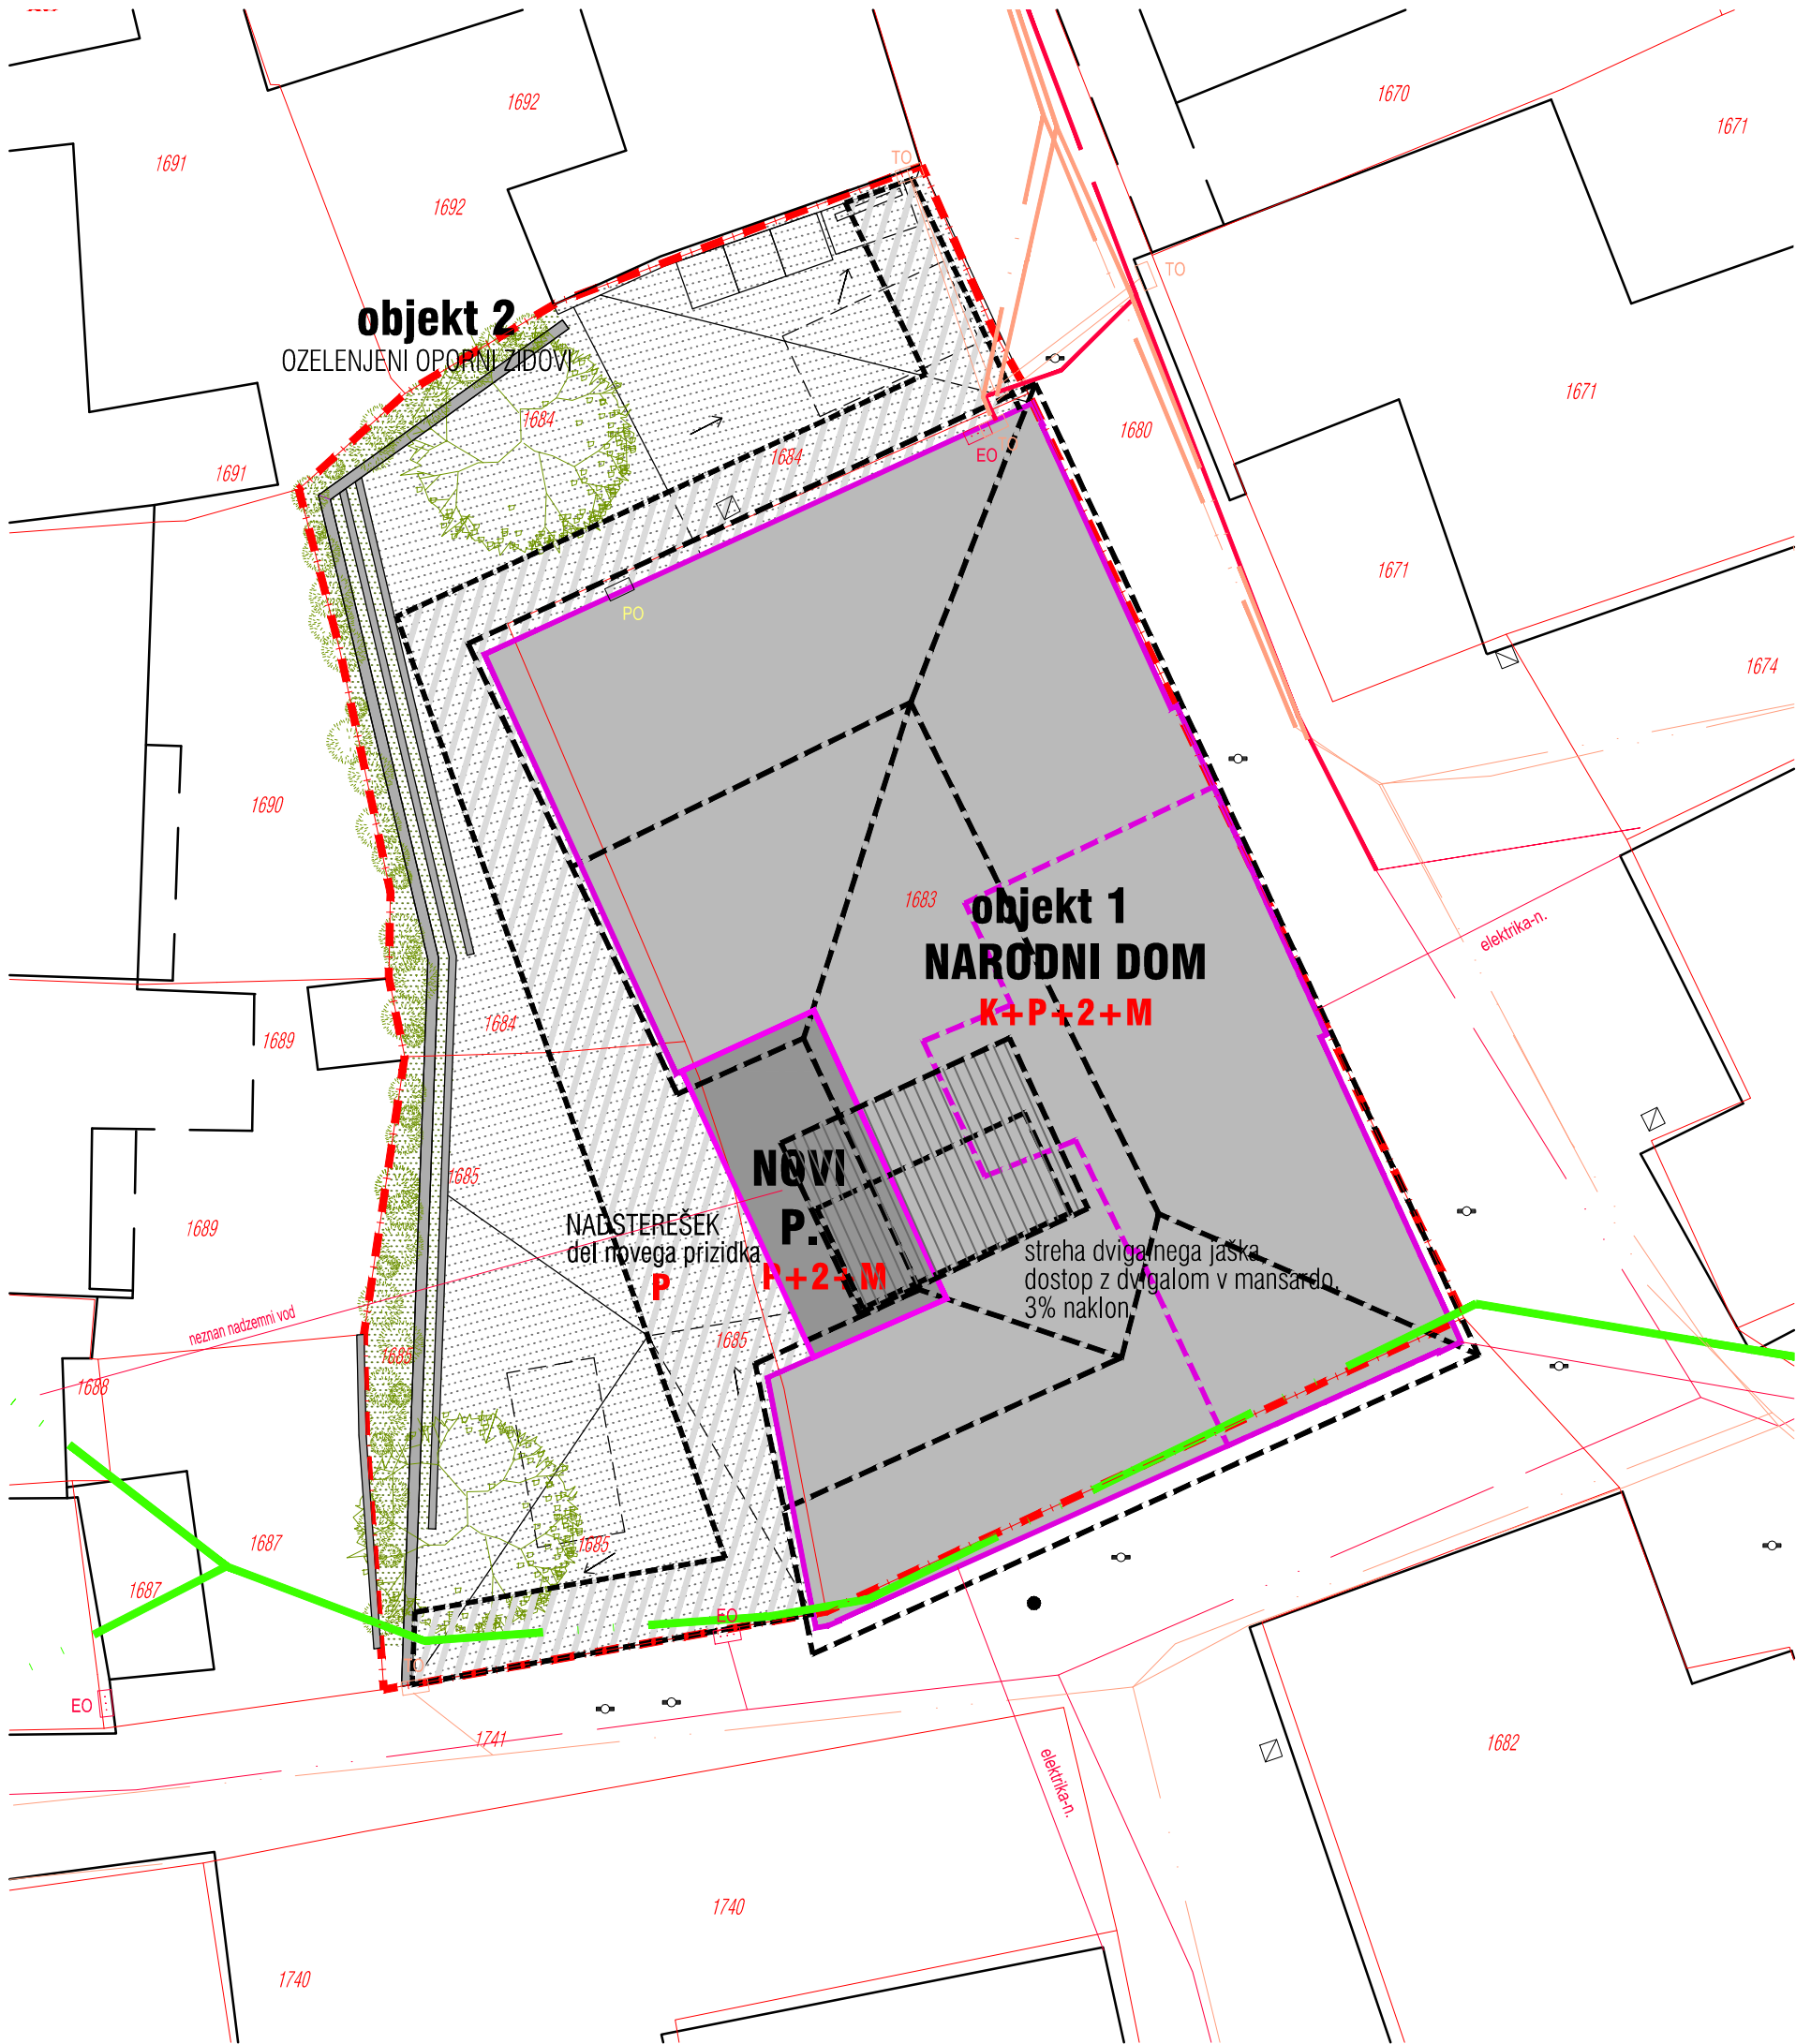 1692
1670
1671
1691
TO
1692
TO
objekt 2
OZELENJENI OPORNI ZIDOVI
1671
1684
1680
1684
EO
TO
1691
1671
PO
1674
1690
1683
objekt 1
NARODNI DOM
K+P+2+M
elektrika-n.
1684
1689
1685
NOVI
P.
P+2+M
NADSTEREŠEK
del novega prizidka
P
1689
streha dvigalnega jaška
dostop z dvigalom v mansardo
3% naklon
neznan nadzemni vod
1685
1685
1688
1687
1685
1687
EO
TO
EO
1741
elektrika-n.
1682
1740
1740